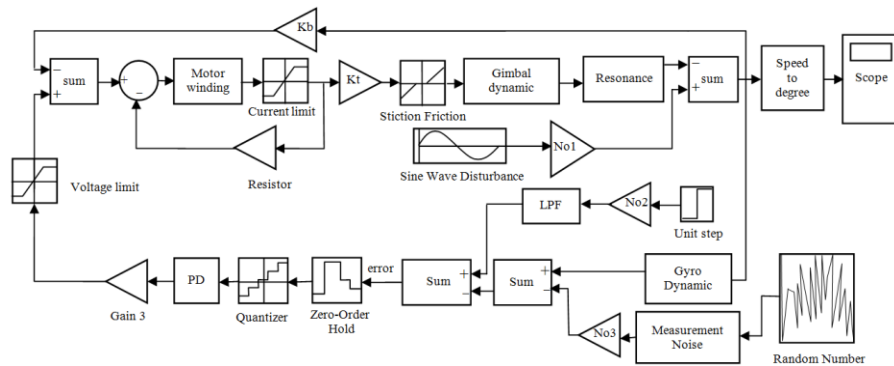 Kb
−
+
sum
+
−
Motor
winding
Current limit
Kt
Stiction Friction
Gimbal
dynamic
Resonance
−
+
sum
Speed
to
degree
Scope
Resistor
Sine Wave Disturbance
No1
Voltage limit
LPF
No2
Unit step
Gain 3
PD
Quantizer
Zero-Order
Hold
error
Sum
+
−
Sum
+
−
Gyro
Dynamic
No3
Measurement
Noise
Random Number